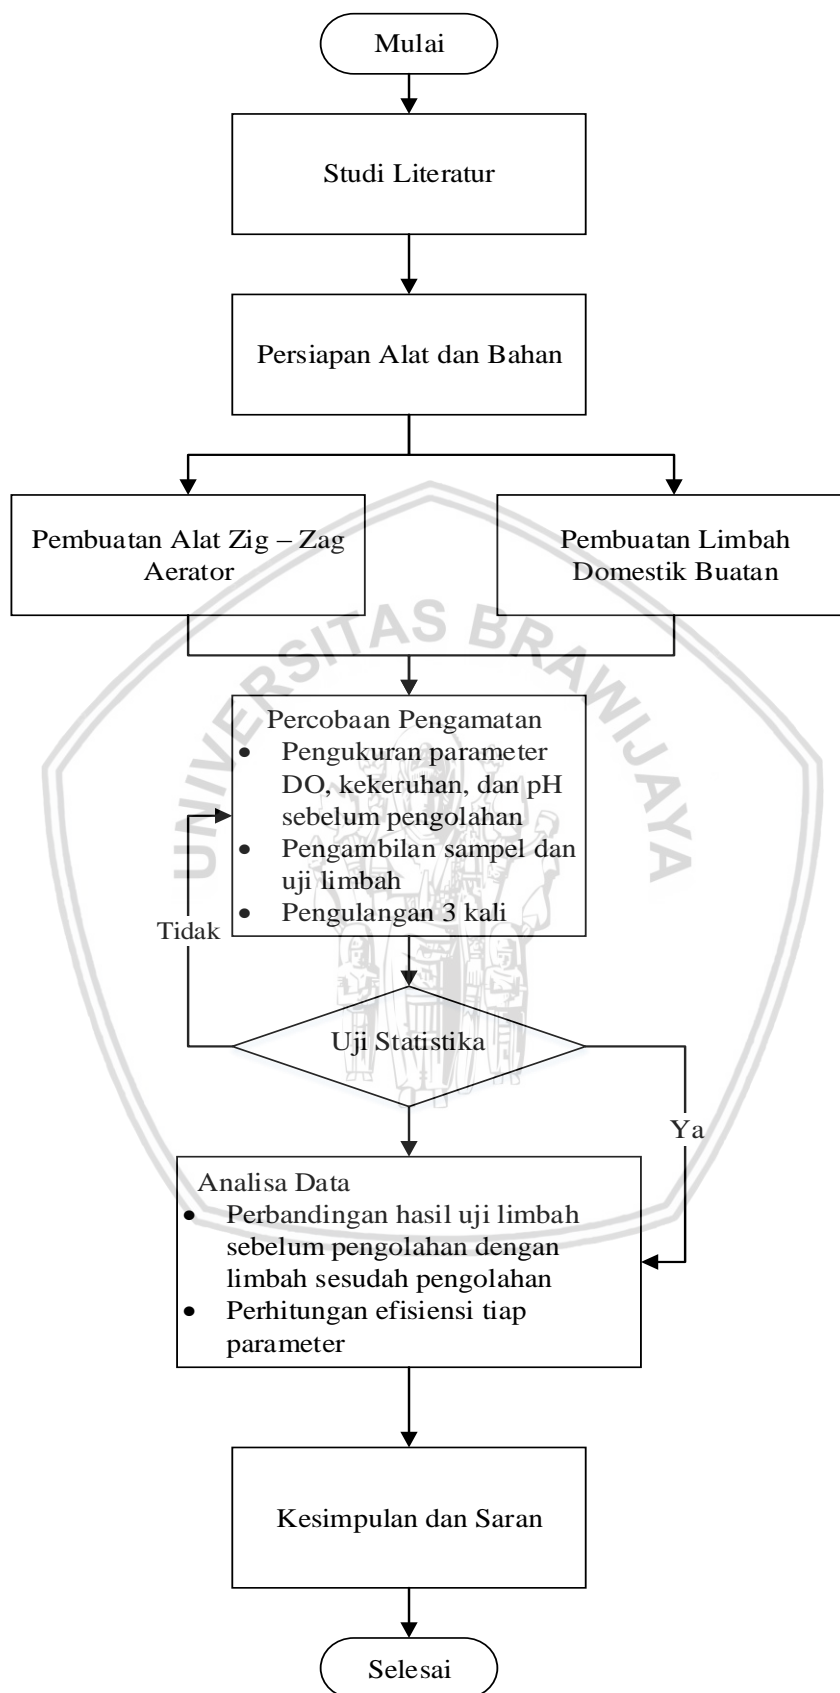 Mulai
Studi Literatur
Persiapan Alat dan Bahan
Pembuatan Alat Zig – Zag
Aerator
Pembuatan Limbah
Domestik Buatan
UNIVERSITAS BRAWIJAYA
Percobaan Pengamatan
• Pengukuran parameter
DO, kekeruhan, dan pH
sebelum pengolahan
• Pengambilan sampel dan
uji limbah
• Pengulangan 3 kali
Tidak
Uji Statistika
Ya
Analisa Data
• Perbandingan hasil uji limbah
sebelum pengolahan dengan
limbah sesudah pengolahan
• Perhitungan efisiensi tiap
parameter
Kesimpulan dan Saran
Selesai